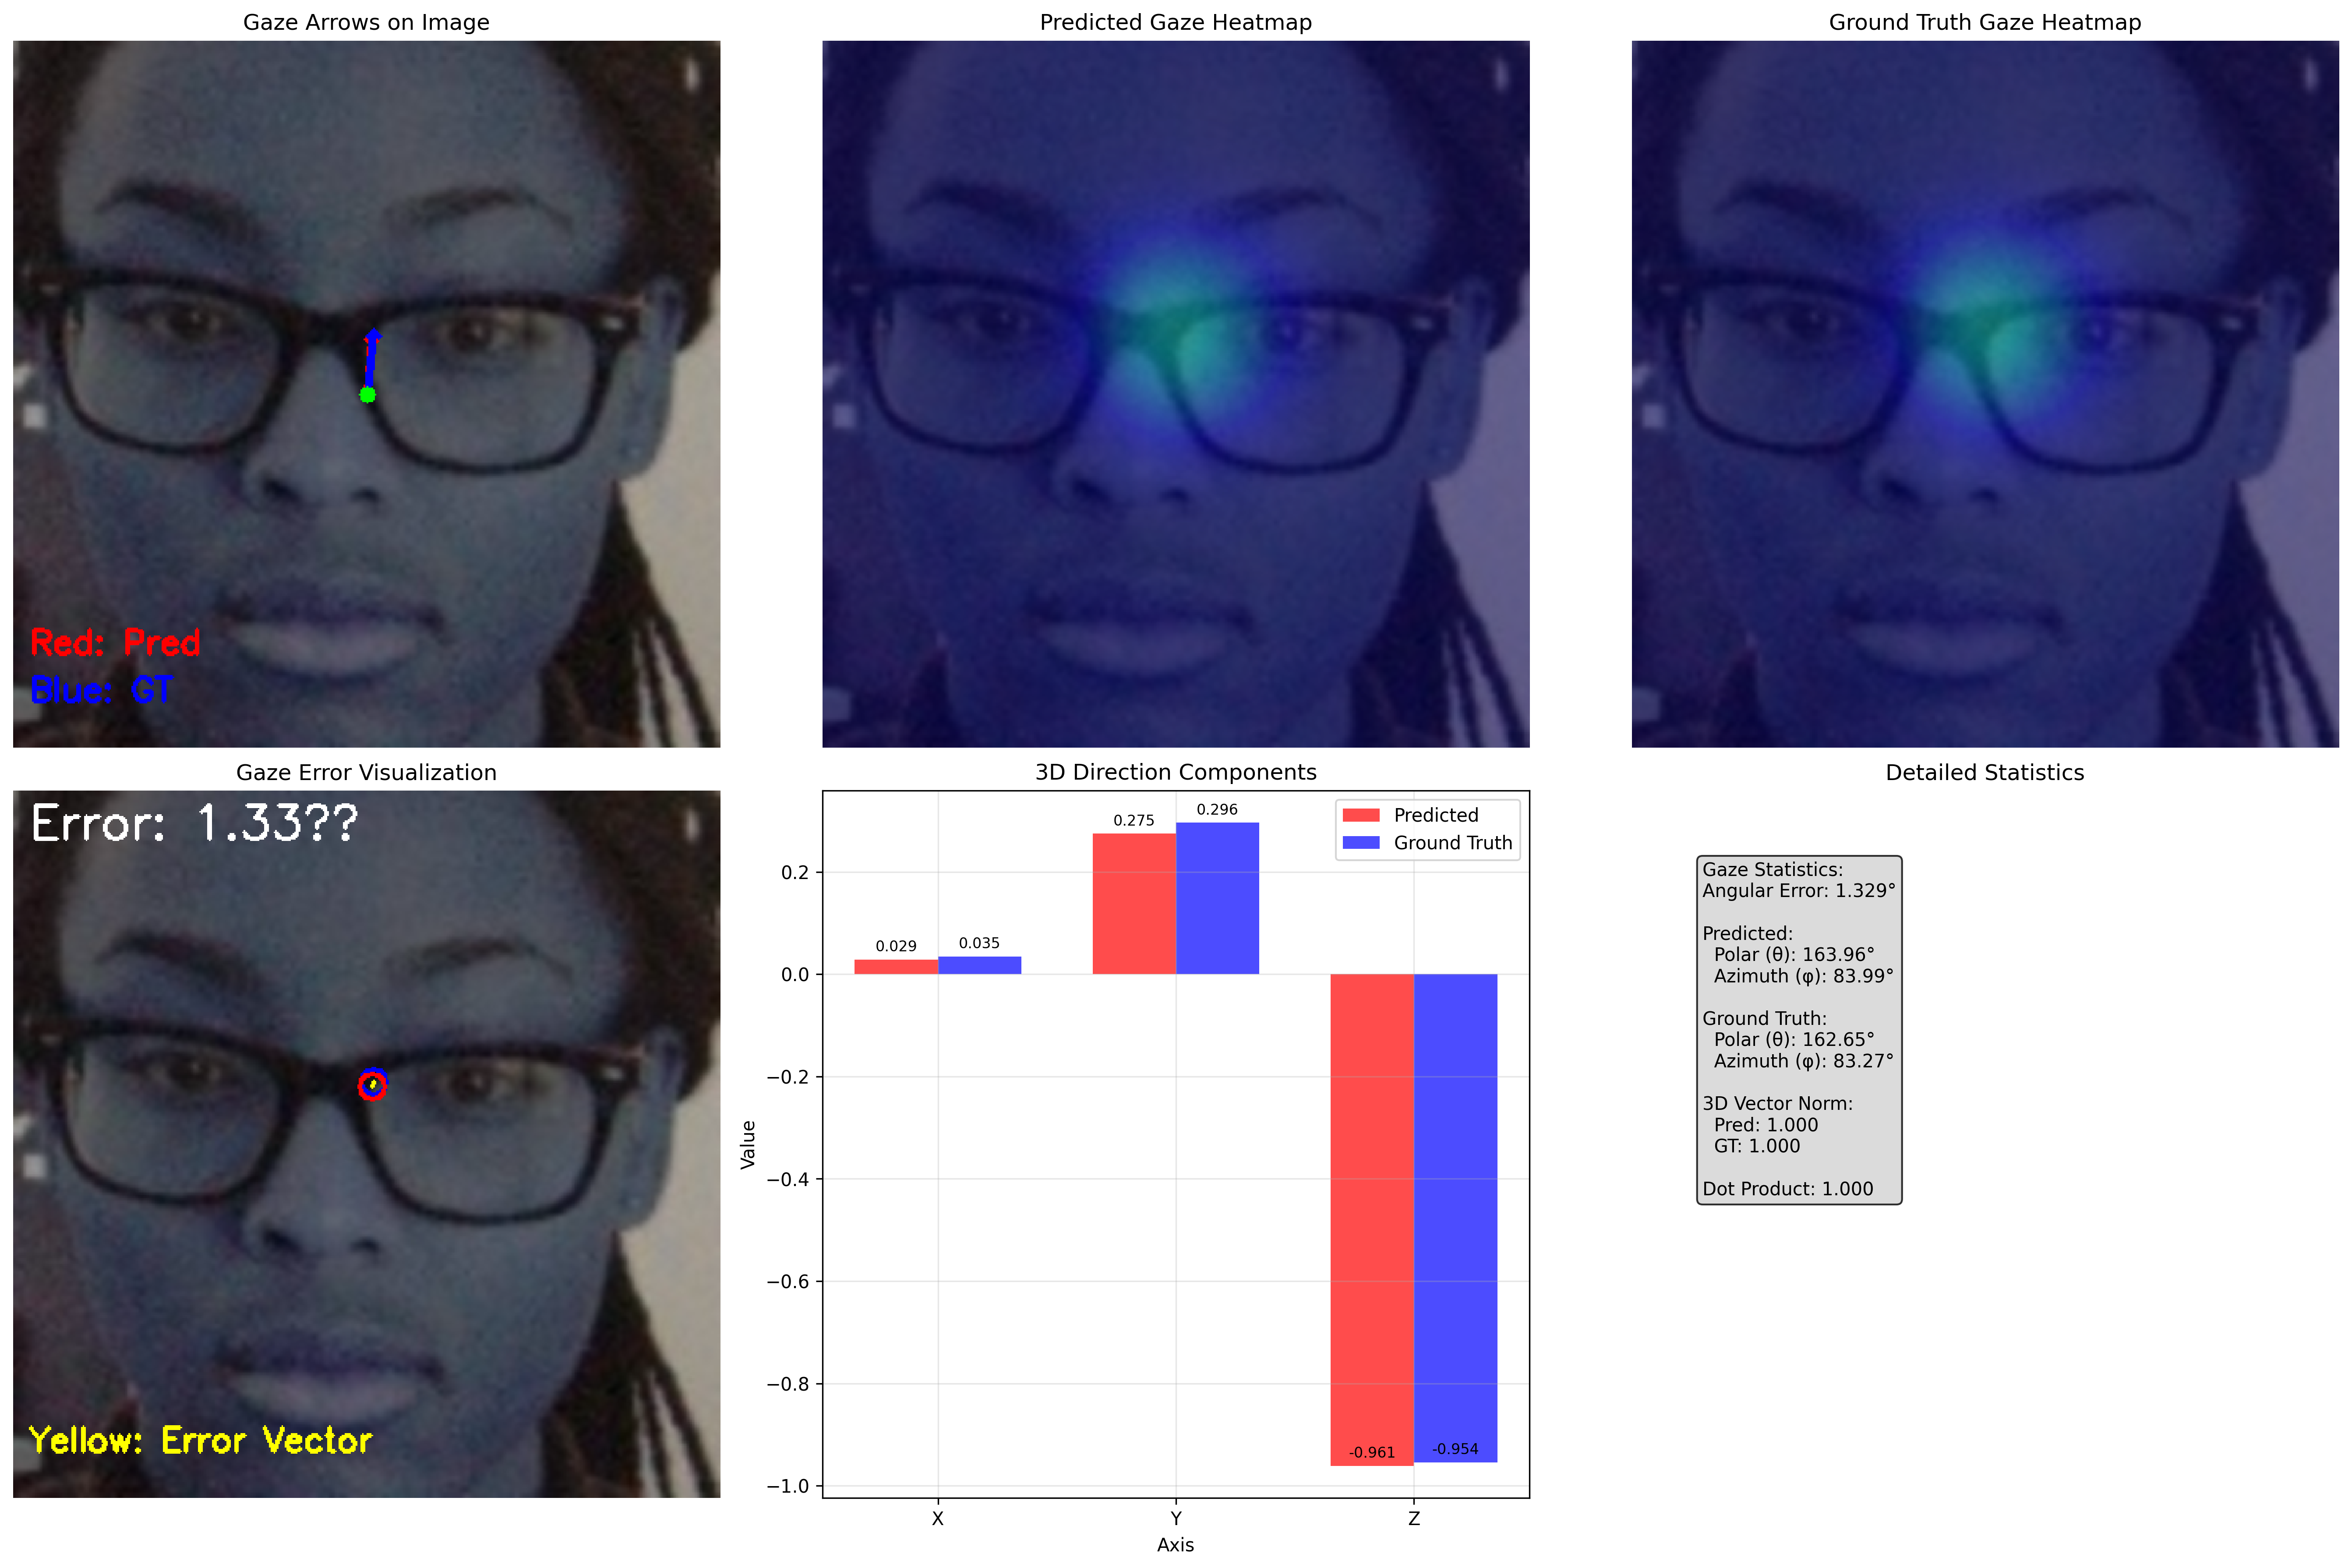 Gaze Arrows on Image
Red: Pred
Blue: GT
Predicted Gaze Heatmap
Ground Truth Gaze Heatmap
Gaze Error Visualization
Error: 1.33??
Yellow: Error Vector
3D Direction Components
Predicted
Ground Truth
0.029
0.035
0.275
0.296
-0.961
-0.954
0.2
0.0
−0.2
−0.4
−0.6
−0.8
−1.0
Value
X
Y
Z
Axis
Detailed Statistics
Gaze Statistics:
Angular Error: 1.329°
Predicted:
Polar (θ): 163.96°
Azimuth (φ): 83.99°
Ground Truth:
Polar (θ): 162.65°
Azimuth (φ): 83.27°
3D Vector Norm:
Pred: 1.000
GT: 1.000
Dot Product: 1.000